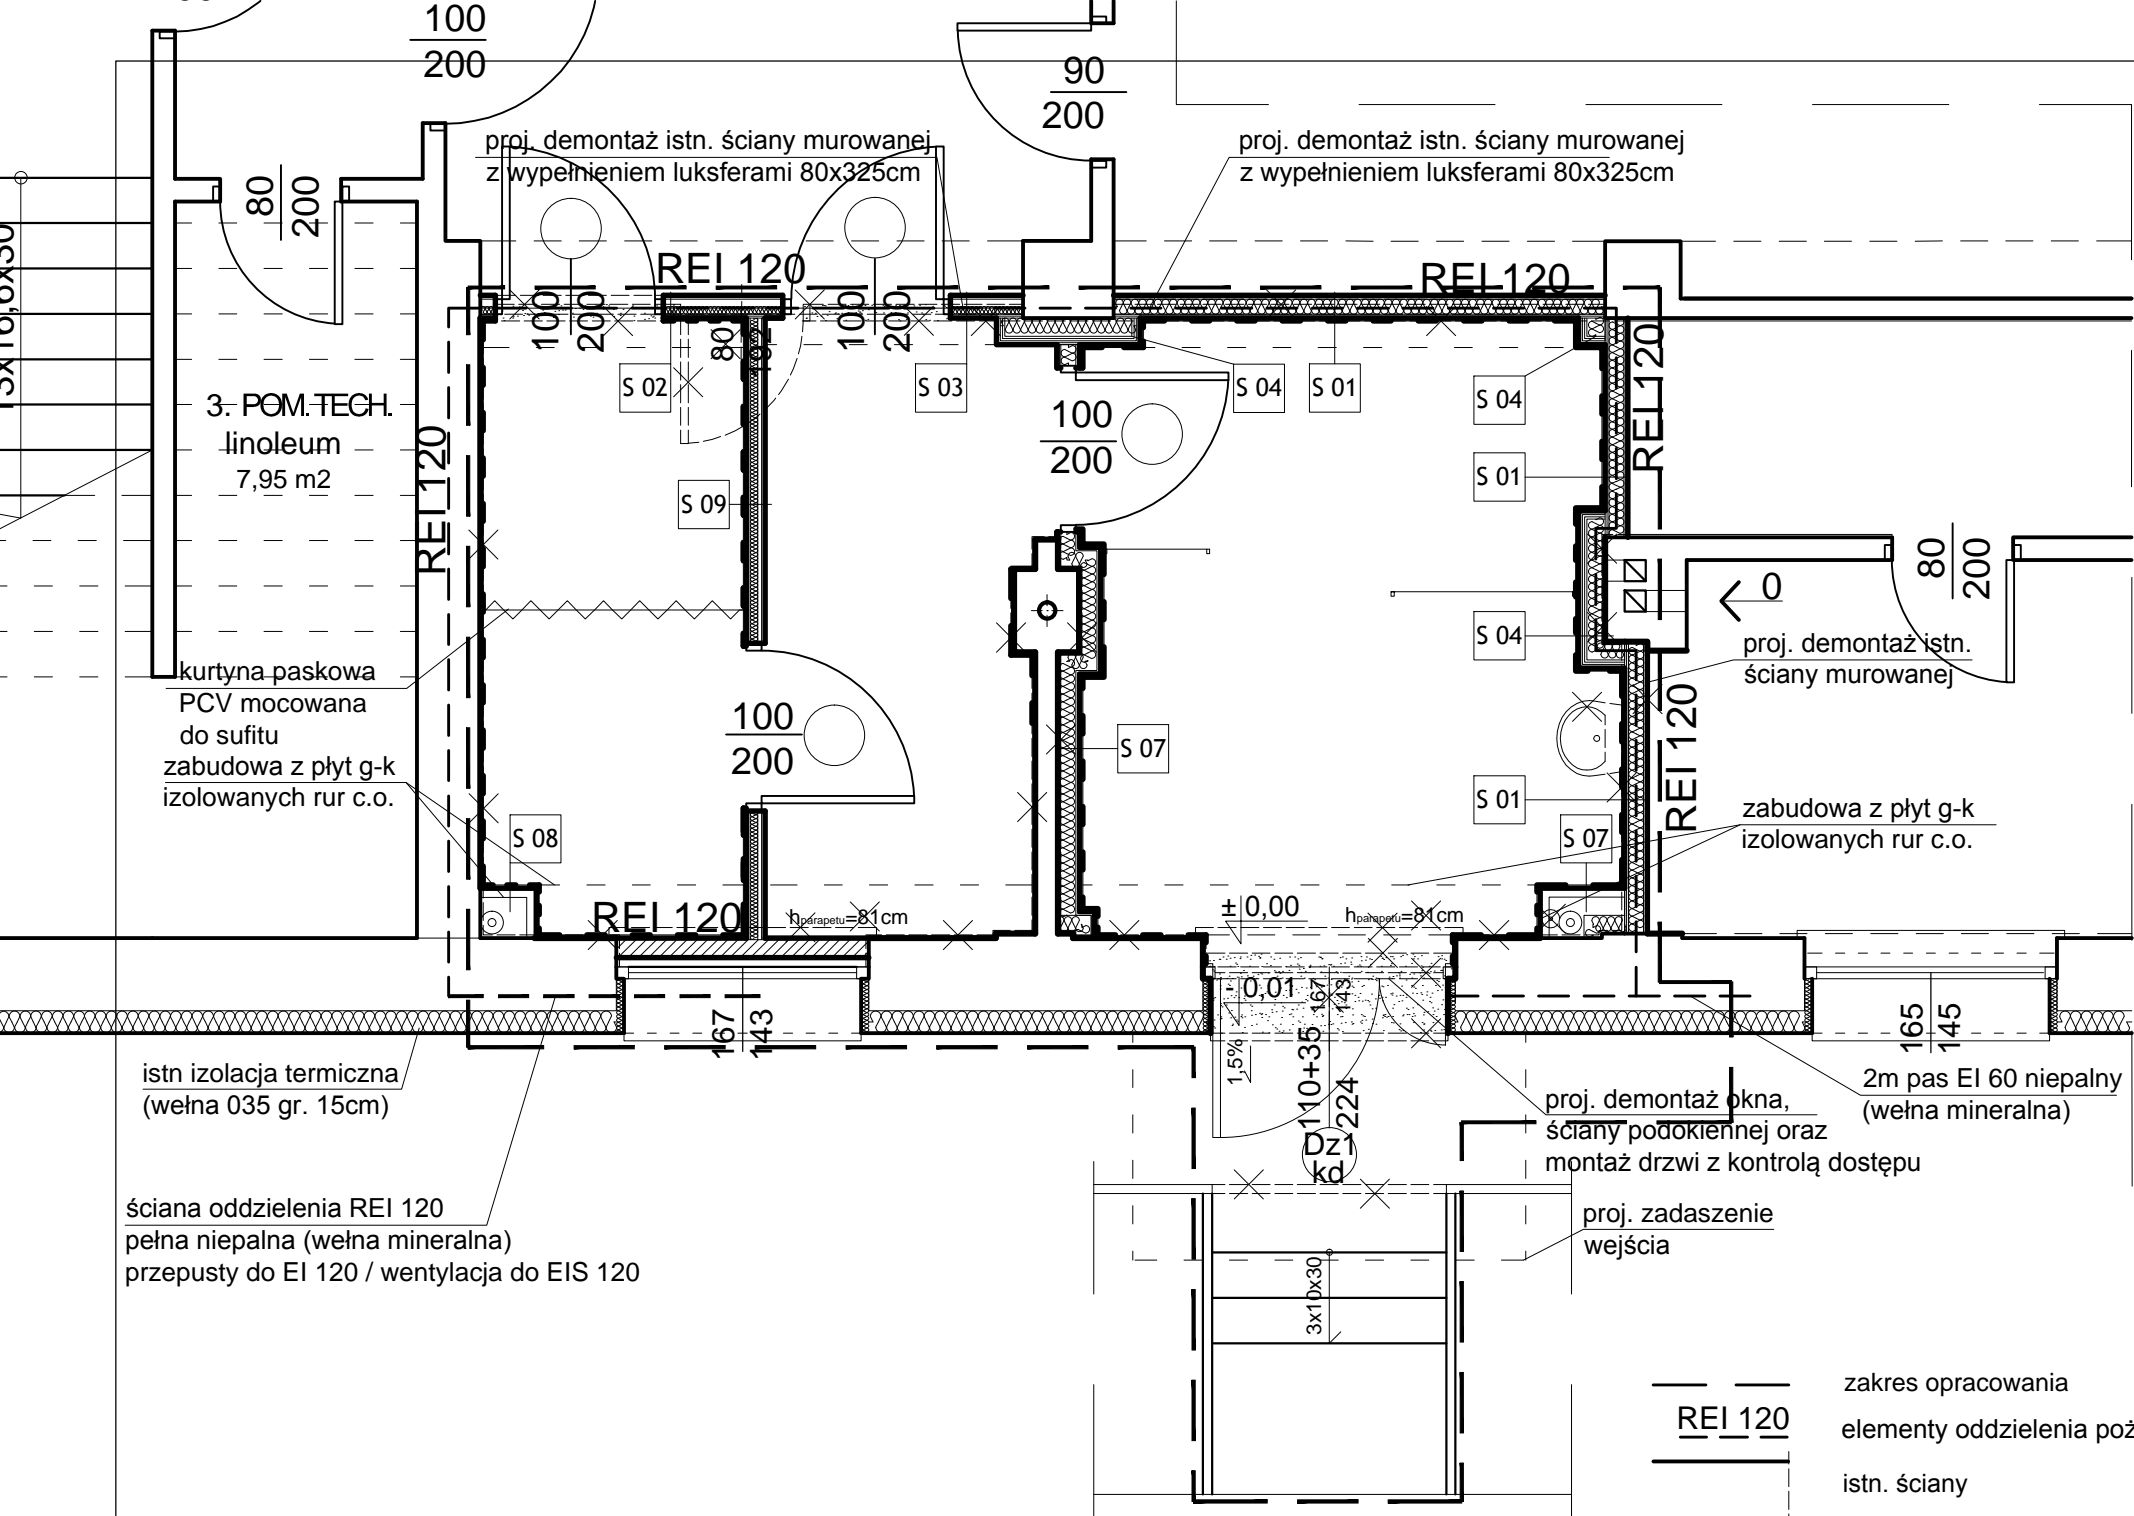 100
200
90
200
proj. demontaż istn. ściany murowanej
z wypełnieniem luksferami 80x325cm
proj. demontaż istn. ściany murowanej
z wypełnieniem luksferami 80x325cm
80
200
REI 120
REI 120
100
200
80
100
200
REI 120
S 02
S 03
S 04
S 01
S 04
3. POM.TECH.
linoleum
7,95 m2
REI 120
100
200
S 01
S 09
80
200
0
S 04
proj. demontaż istn.
ściany murowanej
kurtyna paskowa
PCV mocowana
do sufitu
zabudowa z płyt g-k
izolowanych rur c.o.
100
200
S 07
REI 120
S 01
zabudowa z płyt g-k
izolowanych rur c.o.
S 08
S 07
REI 120
hparapetu=81cm
±0,00
hparapetu=81cm
- 0,01
167
143
167
143
165
145
1,5%
110+35
224
istn izolacja termiczna
(wełna 035 gr. 15cm)
2m pas EI 60 niepalny
(wełna mineralna)
proj. demontaż okna,
ściany podokiennej oraz
montaż drzwi z kontrolą dostępu
Dz1
kd
ściana oddzielenia REI 120
pełna niepalna (wełna mineralna)
przepusty do EI 120 / wentylacja do EIS 120
proj. zadaszenie
wejścia
3x10x30
zakres opracowania
REI 120
elementy oddzielenia poż
istn. ściany